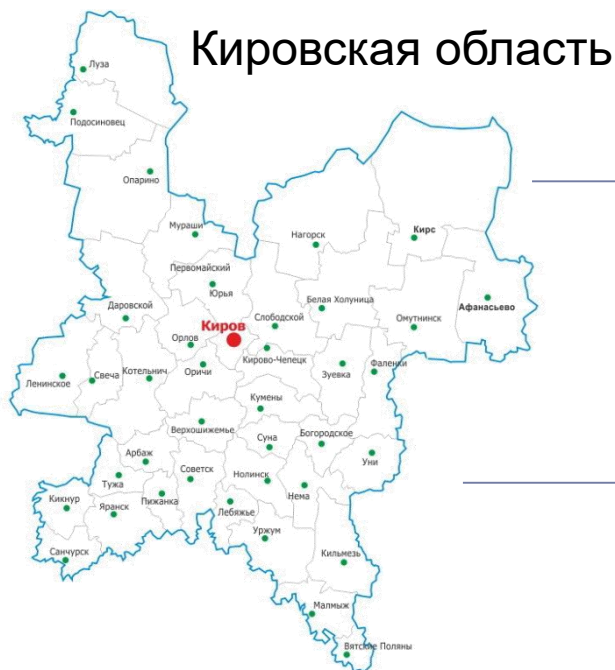 Кировская область
Луза
Подосиновец
Опарино
Мураши
Нагорск
Кирс
Первомайский
Юрья
Даровской
Белая Холуница
Афанасьево
Слободской
Омутнинск
Киров
Орлов
Кирово-Чепецк
Зуевка
Фаленки
Ленинское
Свеча
Котельнич
Оричи
Кумены
Верхошижемье
Суна
Богородское
Арбаж
Уни
Тужа
Советск
Нолинск
Нема
Кикнур
Яранск
Пижанка
Лебяжье
Уржум
Санчурск
Кильмезь
Малмыж
Вятские Поляны